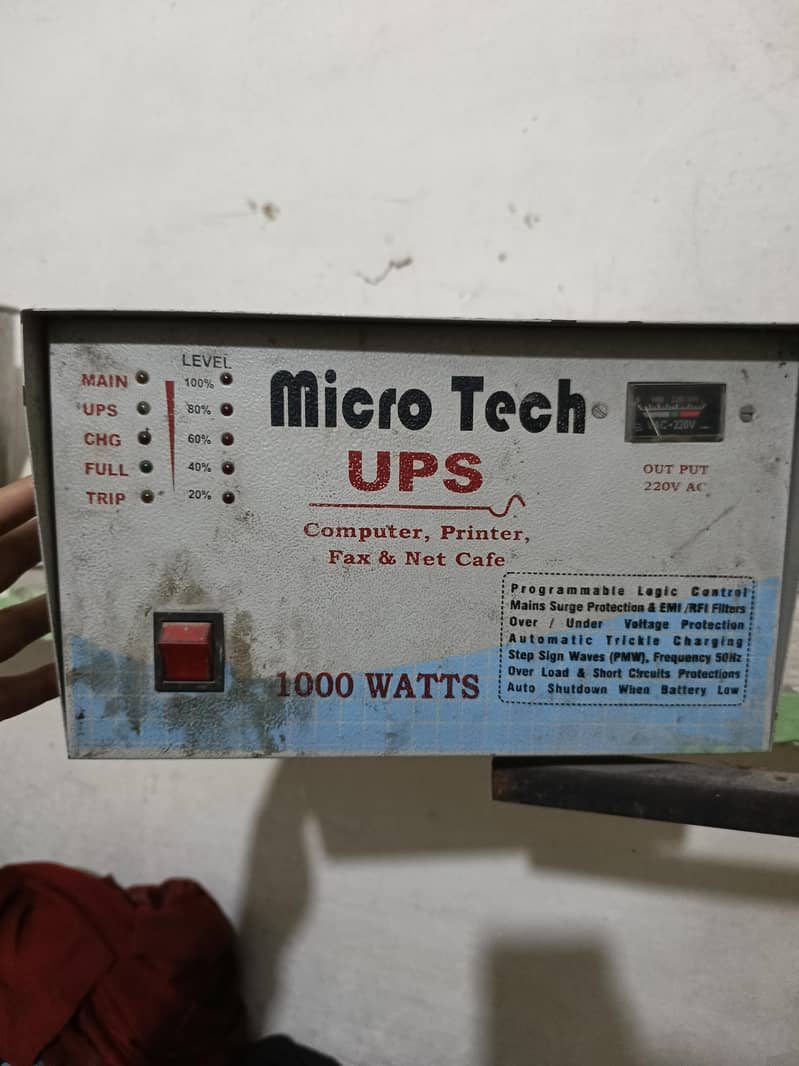 MAIN
UPS
CHG
FULL
TRIP
LEVEL
100%
80%
60%
40%
20%
Micro Tech
UPS
Computer, Printer,
Fax & Net Cafe
1000 WATTS
VAC~220V
OUT PUT
220V AC
Programmable Logic Control
Mains Surge Protection & EMI /RFI Filters
Over / Under Voltage Protection
Automatic Trickle Charging
Step Sign Waves (PMW), Frequency 50Hz
Over Load & Short Circuits Protections
Auto Shutdown When Battery Low